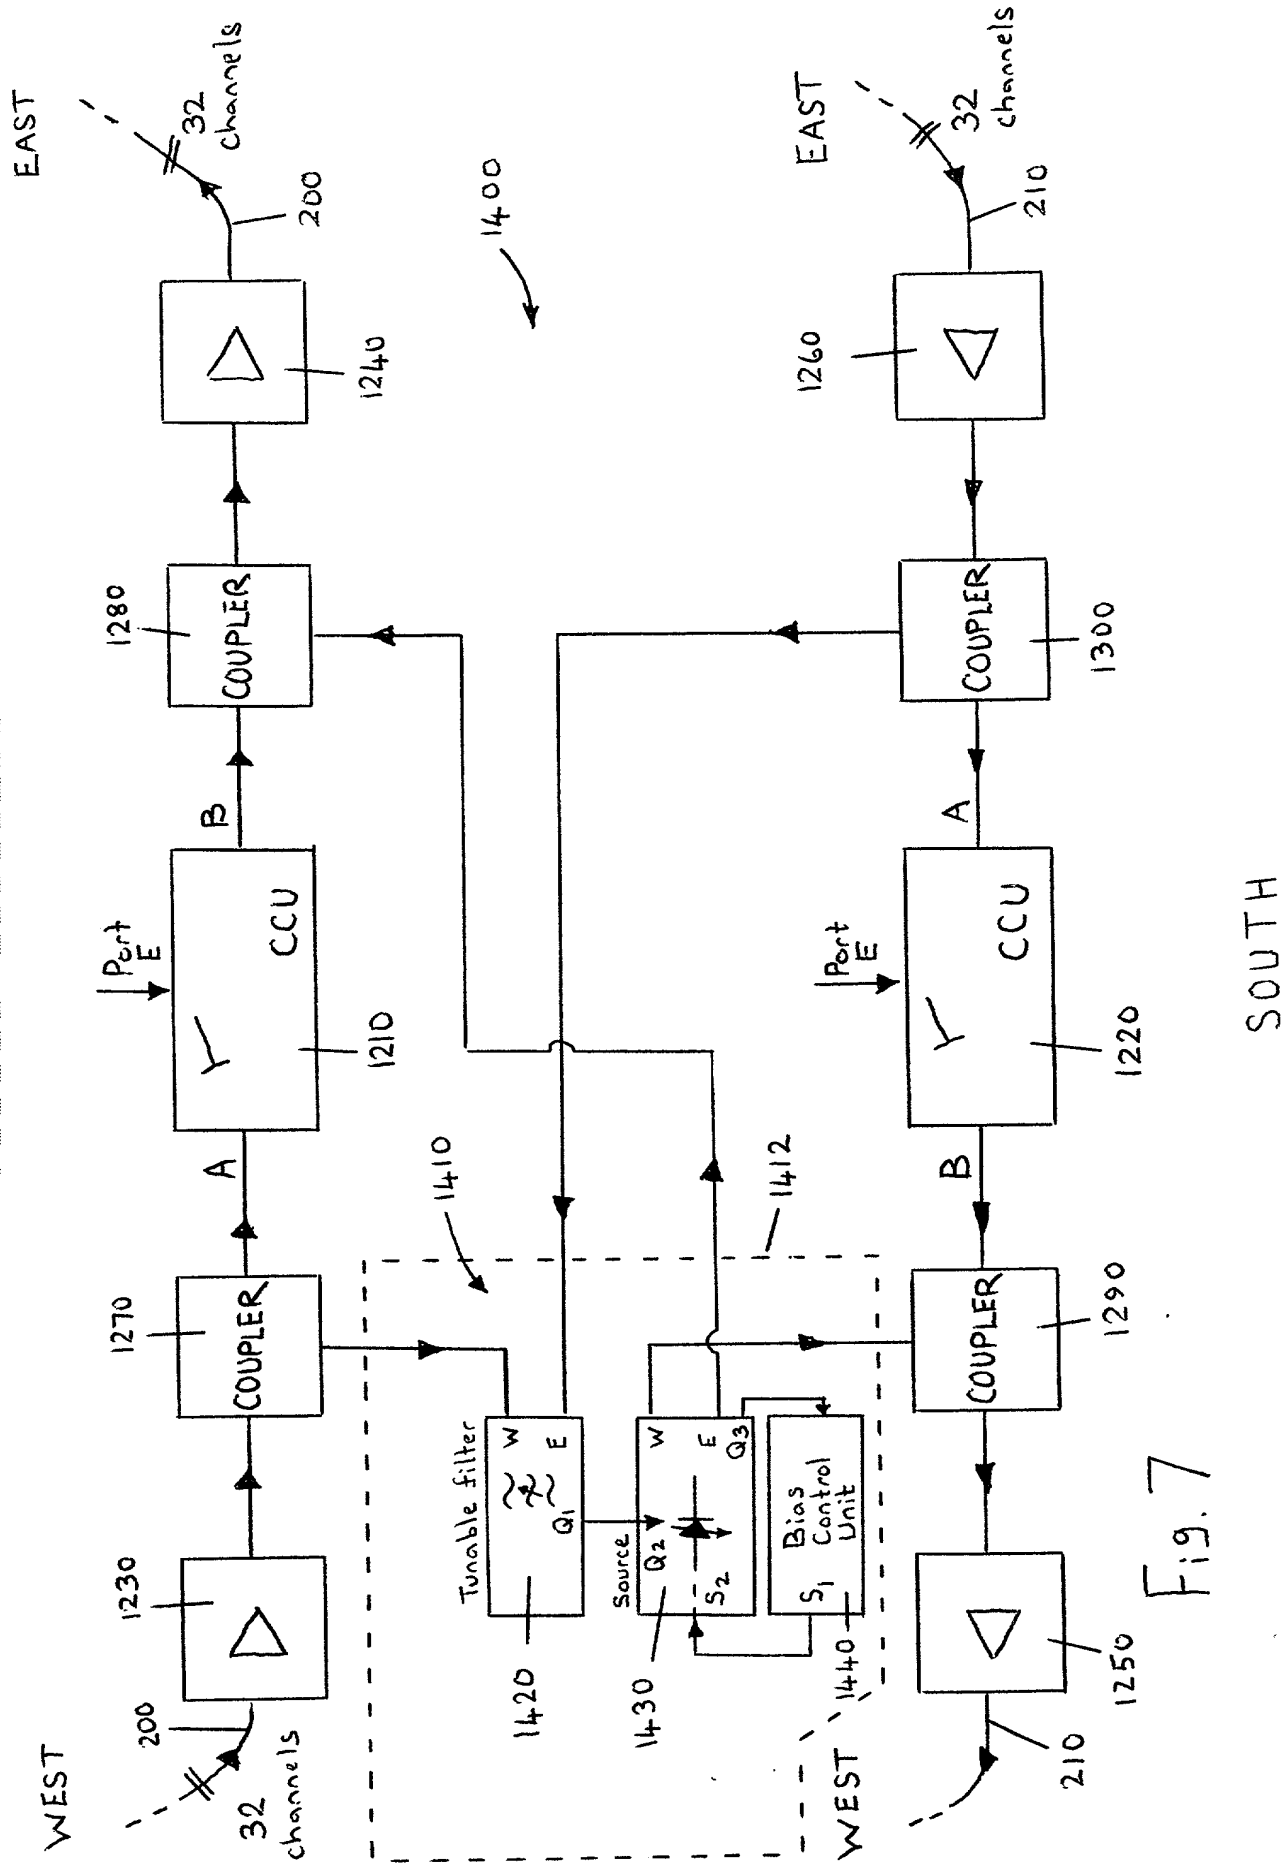 WEST
32
channels
200
1230
COUPLER
1270
A
CCU
1210
Port
E
B
COUPLER
1280
1240
200
32
channels
EAST
1400
1410
1412
Tunable filter
W
E
Q1
1420
Source
W
E
Q2
Q3
S2
1430
Bias
Control
Unit
S1
1440
WEST
210
1250
COUPLER
1290
B
CCU
1220
Port
E
A
COUPLER
1300
1260
210
32
channels
EAST
SOUTH
Fig. 7